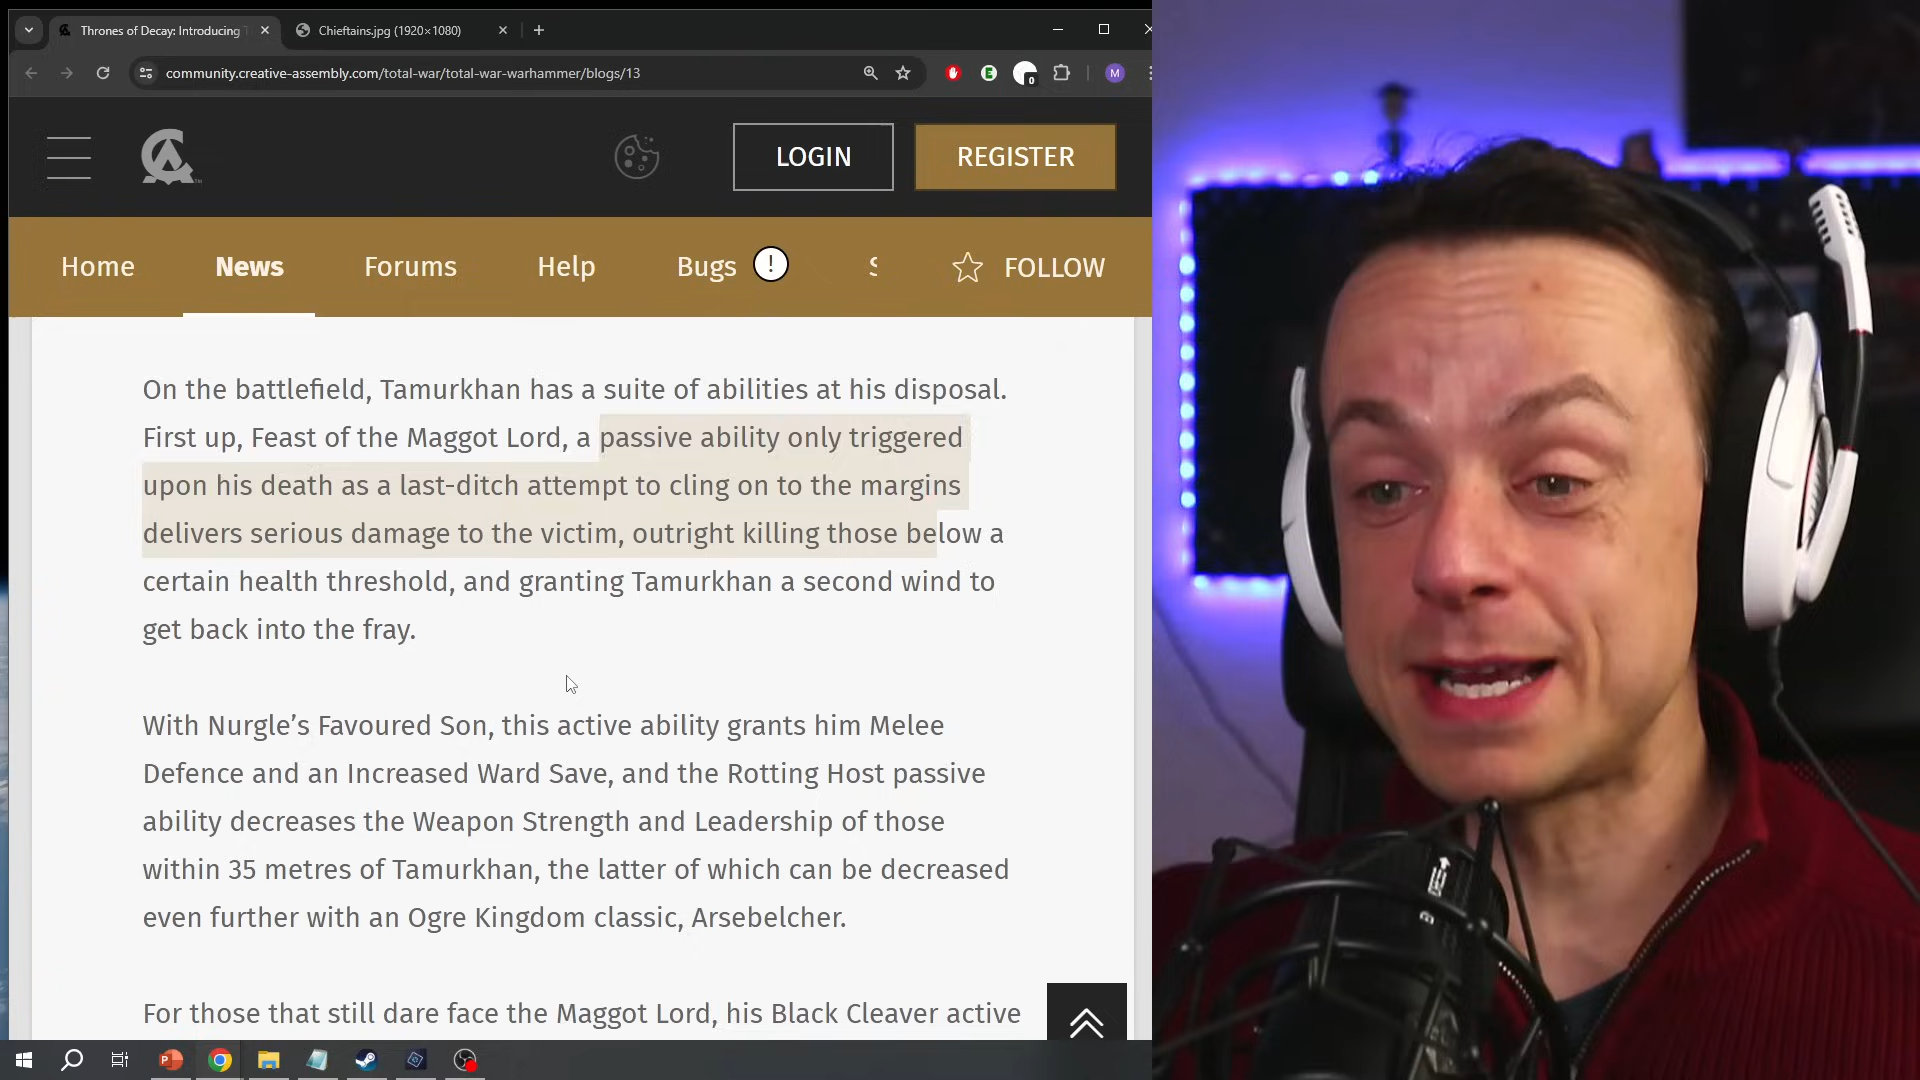 Thrones of Decay: Introducing
Chieftains.jpg (1920×1080)
community.creative-assembly.com/total-war/total-war-warhammer/blogs/13
0
M
LOGIN
REGISTER
Home
News
Forums
Help
Bugs
!
FOLLOW
On the battlefield, Tamurkhan has a suite of abilities at his disposal.
First up, Feast of the Maggot Lord, a passive ability only triggered
upon his death as a last-ditch attempt to cling on to the margins
delivers serious damage to the victim, outright killing those below a
certain health threshold, and granting Tamurkhan a second wind to
get back into the fray.
With Nurgle’s Favoured Son, this active ability grants him Melee
Defence and an Increased Ward Save, and the Rotting Host passive
ability decreases the Weapon Strength and Leadership of those
within 35 metres of Tamurkhan, the latter of which can be decreased
even further with an Ogre Kingdom classic, Arsebelcher.
For those that still dare face the Maggot Lord, his Black Cleaver active